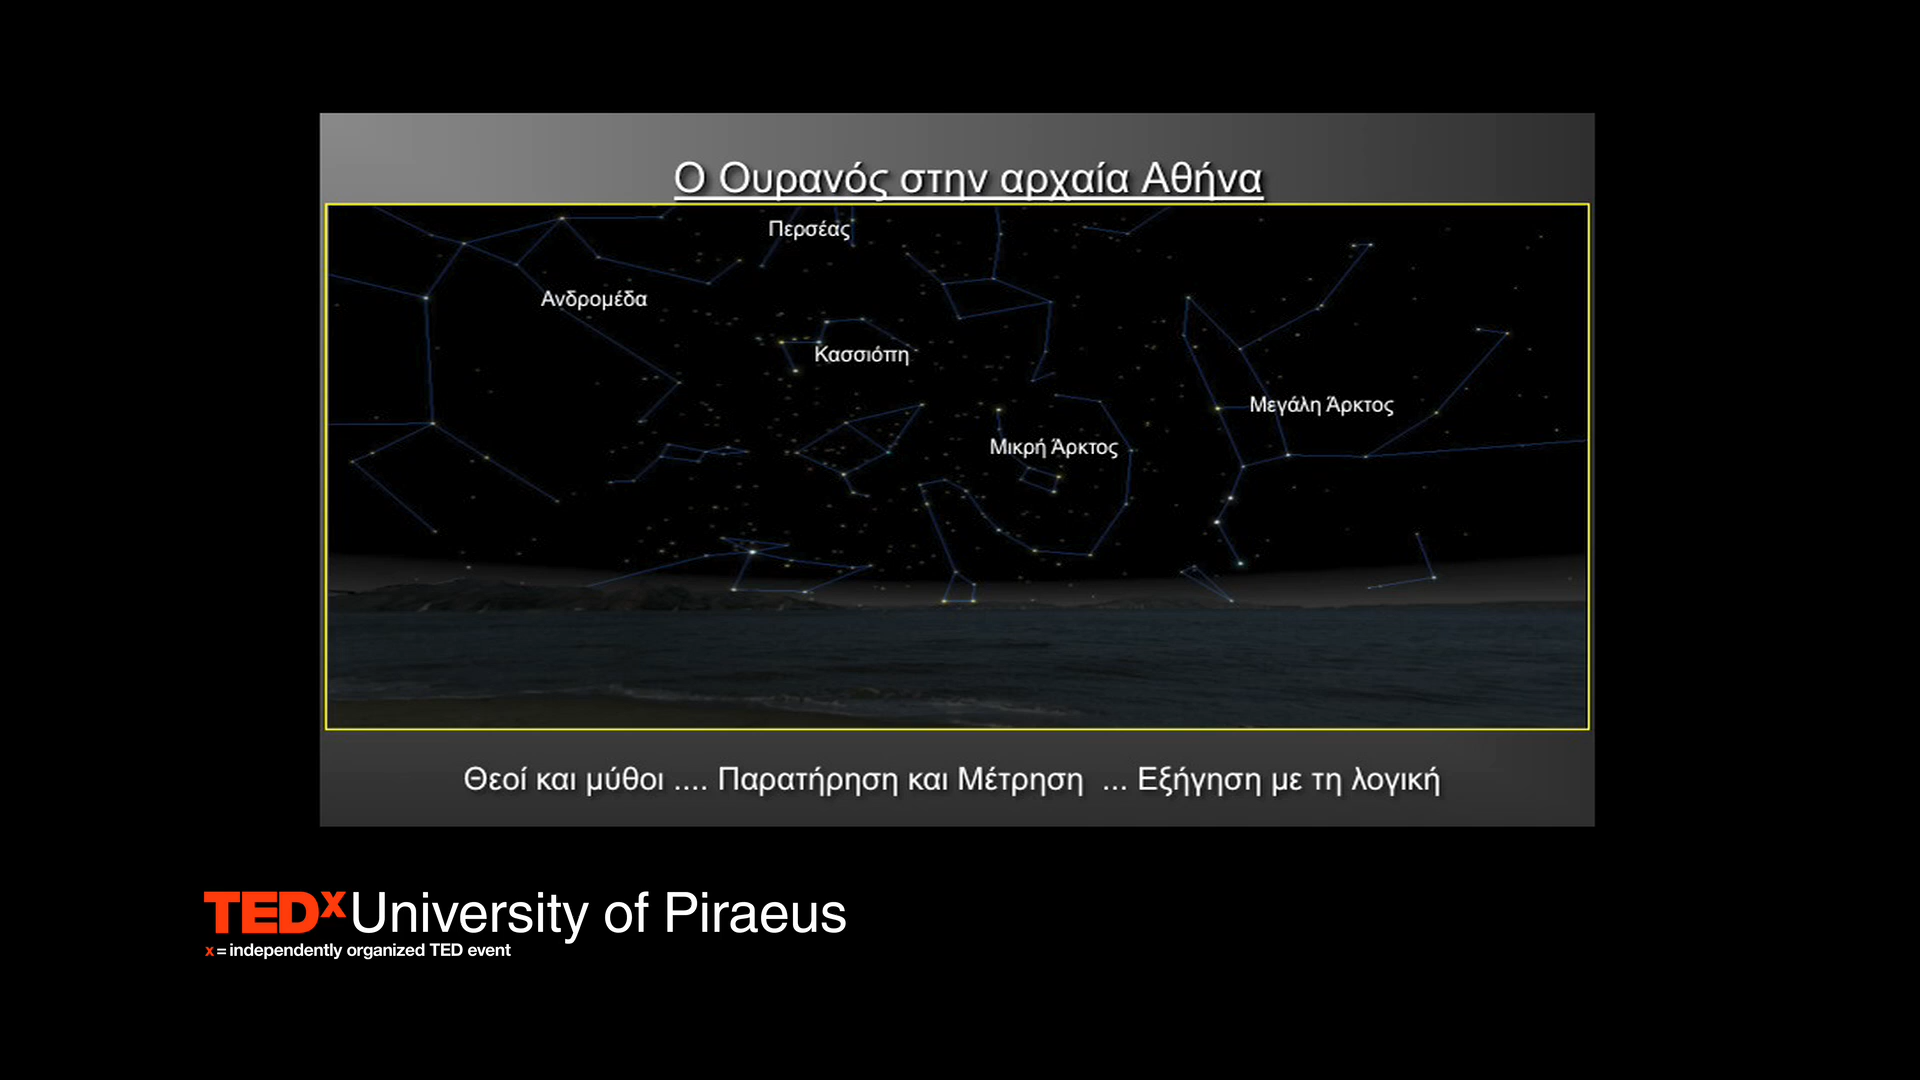 Ο Ουρανός στην αρχαία Αθήνα
Περσέας
Ανδρομέδα
Κασσιόπη
Μεγάλη Άρκτος
Μικρή Άρκτος
Θεοί και μύθοι .... Παρατήρηση και Μέτρηση ... Εξήγηση με τη λογική
TEDx University of Piraeus
x = independently organized TED event